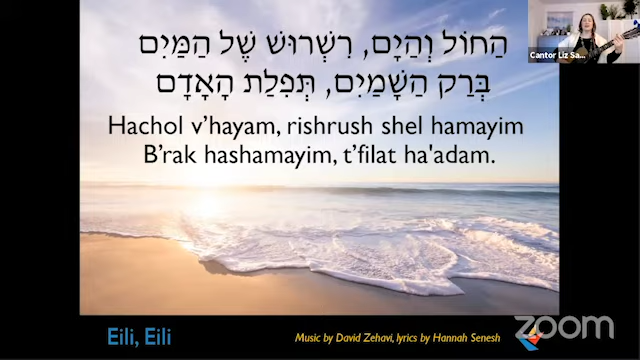 הַחוֹל וְהַיָם, רִשְׁרוּשׁ שֶׁל הַמַּיִם
בְּרַק הַשָּׁמַיִם, תְּפִלַת הָאָדָם
Hachol v'hayam, rishrush shel hamayim
B'rak hashamayim, t'filat ha'adam.
Cantor Liz Sa...
Eili, Eili
Music by David Zehavi, lyrics by Hannah Senesh
zoom